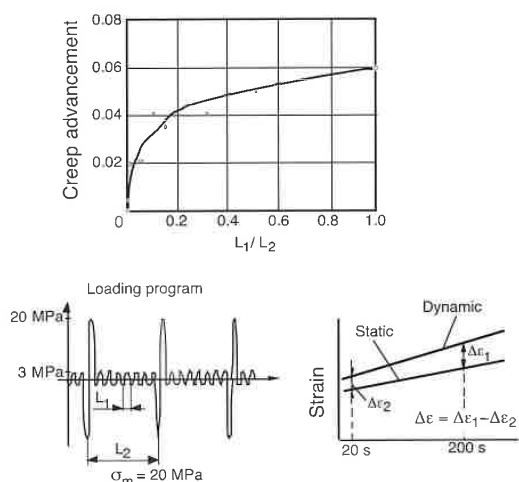 0.08
0.06
0.04
0.02
0
0.2
0.4
0.6
0.8
1.0
Creep advancement
L₁/ L₂
Loading program
20 MPa
3 MPa
L₁
L₂
σₘ = 20 MPa
Strain
Dynamic
Static
Δε₁
Δε₂
Δε = Δε₁–Δε₂
20 s
200 s